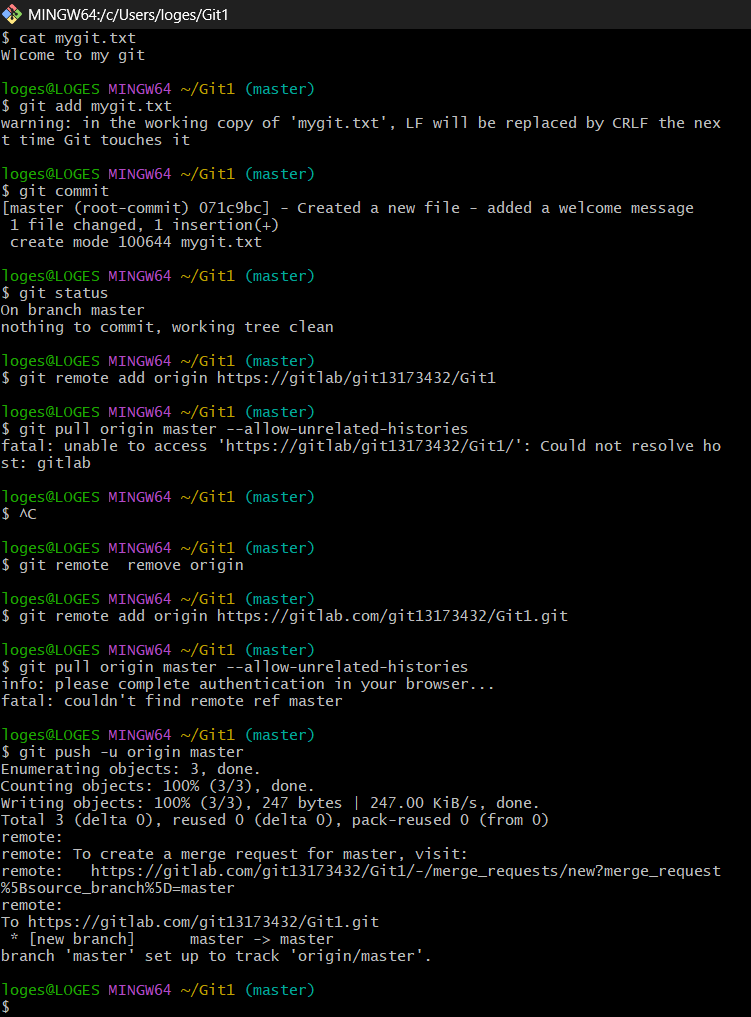 MINGW64:/c/Users/loges/Git1
$ cat mygit.txt
Wlcome to my git
loges@LOGES MINGW64 ~/Git1 (master)
$ git add mygit.txt
warning: in the working copy of 'mygit.txt', LF will be replaced by CRLF the nex
t time Git touches it
loges@LOGES MINGW64 ~/Git1 (master)
$ git commit
[master (root-commit) 071c9bc] - Created a new file - added a welcome message
 1 file changed, 1 insertion(+)
 create mode 100644 mygit.txt
loges@LOGES MINGW64 ~/Git1 (master)
$ git status
On branch master
nothing to commit, working tree clean
loges@LOGES MINGW64 ~/Git1 (master)
$ git remote add origin https://gitlab/git13173432/Git1
loges@LOGES MINGW64 ~/Git1 (master)
$ git pull origin master --allow-unrelated-histories
fatal: unable to access 'https://gitlab/git13173432/Git1/': Could not resolve ho
st: gitlab
loges@LOGES MINGW64 ~/Git1 (master)
$ ^C
loges@LOGES MINGW64 ~/Git1 (master)
$ git remote  remove origin
loges@LOGES MINGW64 ~/Git1 (master)
$ git remote add origin https://gitlab.com/git13173432/Git1.git
loges@LOGES MINGW64 ~/Git1 (master)
$ git pull origin master --allow-unrelated-histories
info: please complete authentication in your browser...
fatal: couldn't find remote ref master
loges@LOGES MINGW64 ~/Git1 (master)
$ git push -u origin master
Enumerating objects: 3, done.
Counting objects: 100% (3/3), done.
Writing objects: 100% (3/3), 247 bytes | 247.00 KiB/s, done.
Total 3 (delta 0), reused 0 (delta 0), pack-reused 0 (from 0)
remote:
remote: To create a merge request for master, visit:
remote:   https://gitlab.com/git13173432/Git1/-/merge_requests/new?merge_request
%5Bsource_branch%5D=master
remote:
To https://gitlab.com/git13173432/Git1.git
 * [new branch]      master -> master
branch 'master' set up to track 'origin/master'.
loges@LOGES MINGW64 ~/Git1 (master)
$